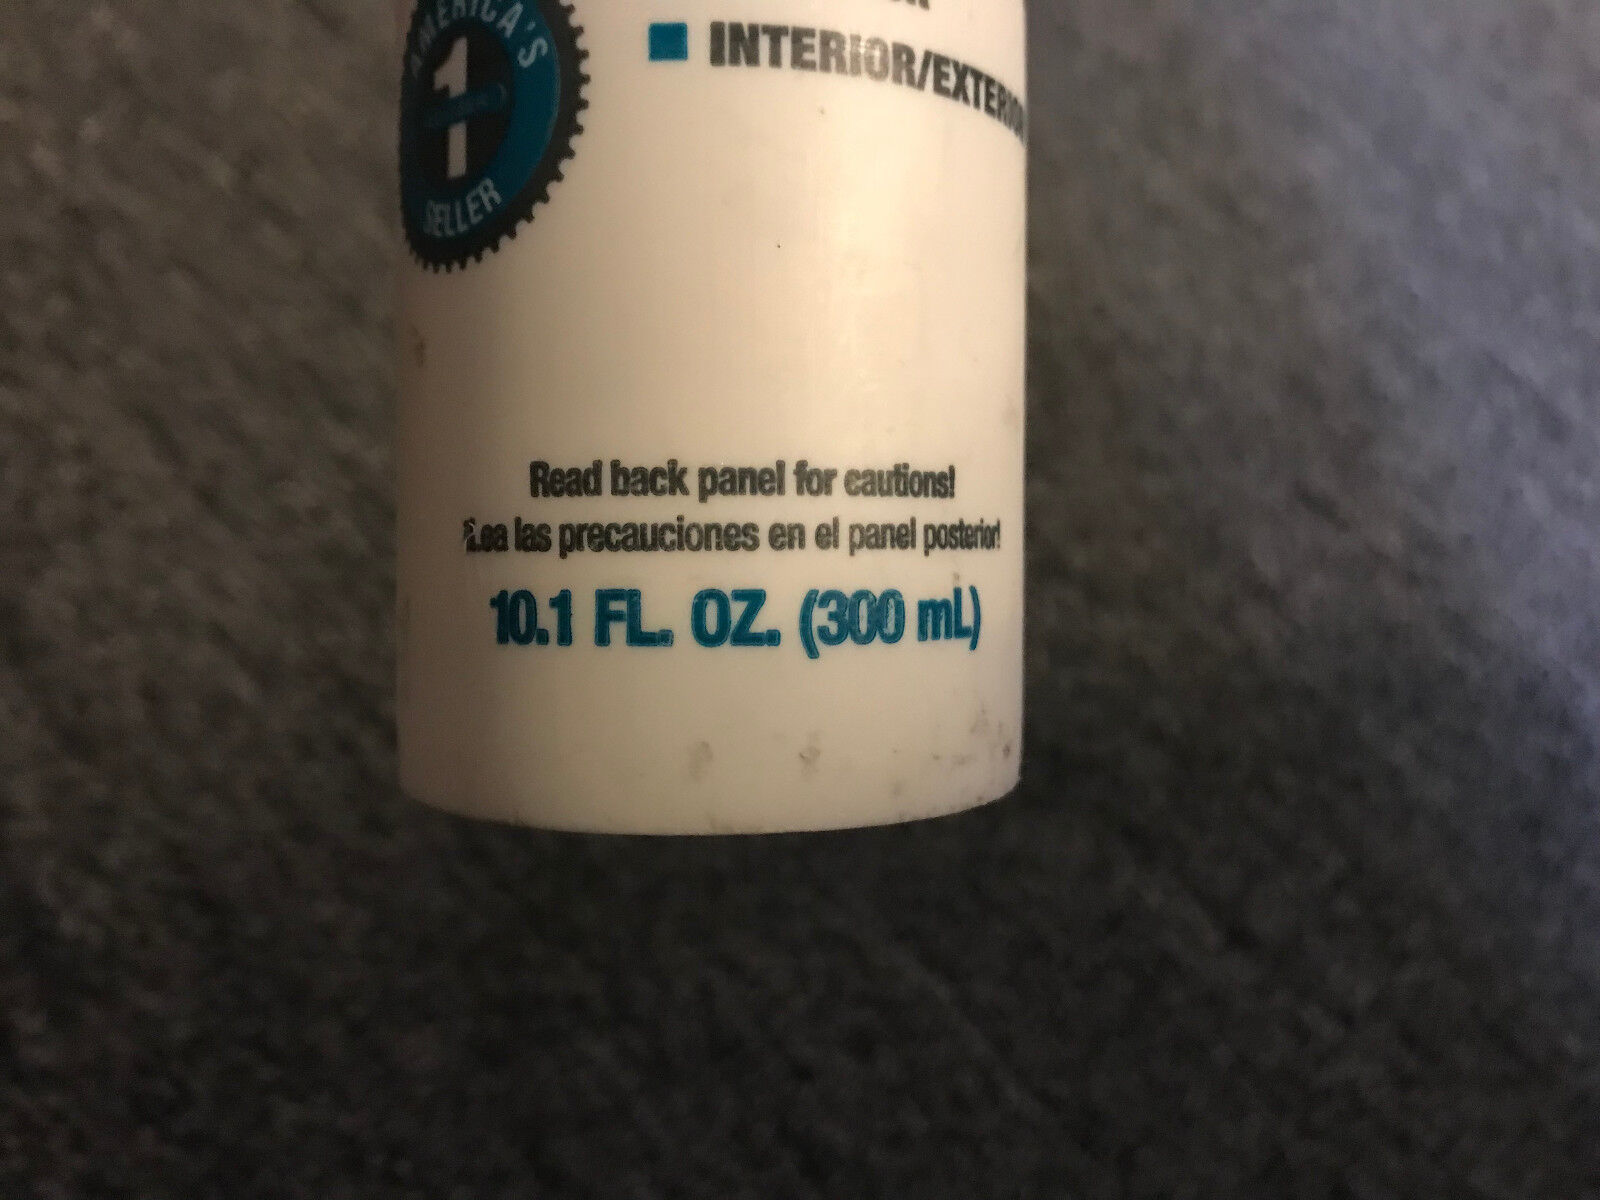 AMERICA'S
1
SELLER
INTERIOR/EXTERIOR
Read back panel for cautions!
¡Lea las precauciones en el panel posterior!
10.1 FL. OZ. (300 mL)